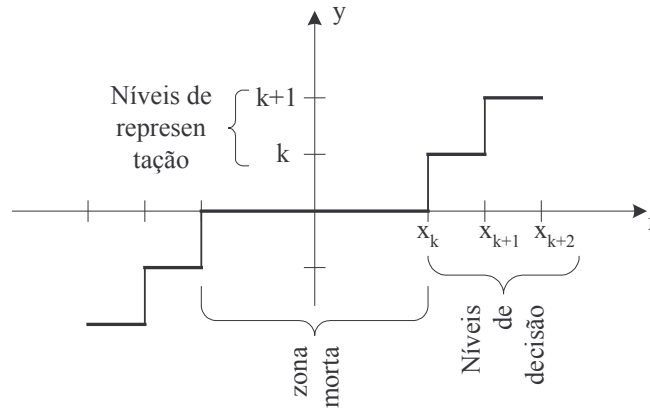 y
Níveis de
represen
tação
k+1
k
x_k
x_{k+1}
x_{k+2}
zona
morta
Níveis
de
decisão